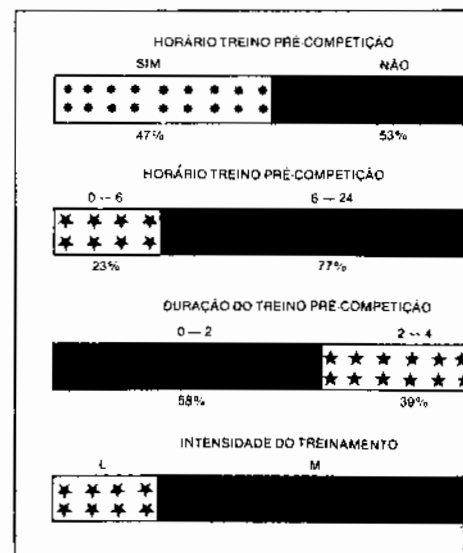 HORÁRIO TREINO PRÉ-COMPETIÇÃO
SIM NÃO
47% 53%
HORÁRIO TREINO PRÉ-COMPETIÇÃO
0 — 6 6 — 24
23% 77%
DURAÇÃO DO TREINO PRÉ-COMPETIÇÃO
0 — 2 2 — 4
58% 39%
INTENSIDADE DO TREINAMENTO
L M